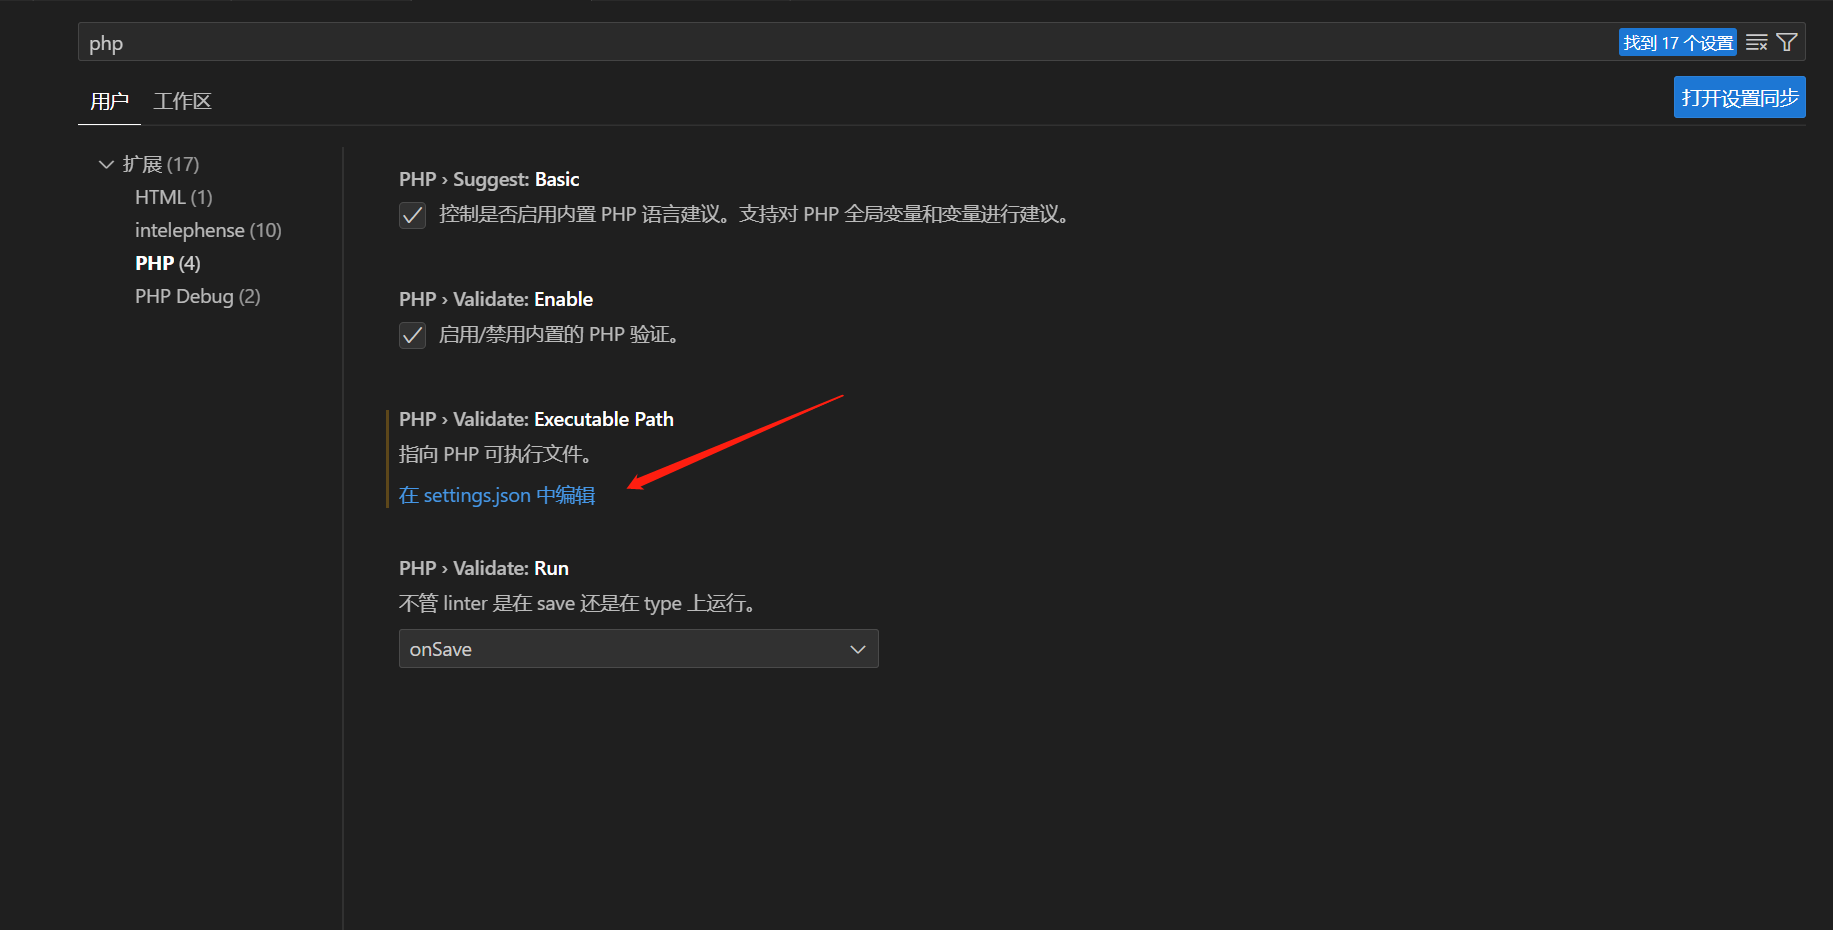 php
找到 17 个设置
用户 工作区
打开设置同步
扩展 (17)
HTML (1)
intelephense (10)
PHP (4)
PHP Debug (2)
PHP › Suggest: Basic
控制是否启用内置 PHP 语言建议。支持对 PHP 全局变量和变量进行建议。
PHP › Validate: Enable
启用/禁用内置的 PHP 验证。
PHP › Validate: Executable Path
指向 PHP 可执行文件。
在 settings.json 中编辑
PHP › Validate: Run
不管 linter 是在 save 还是在 type 上运行。
onSave